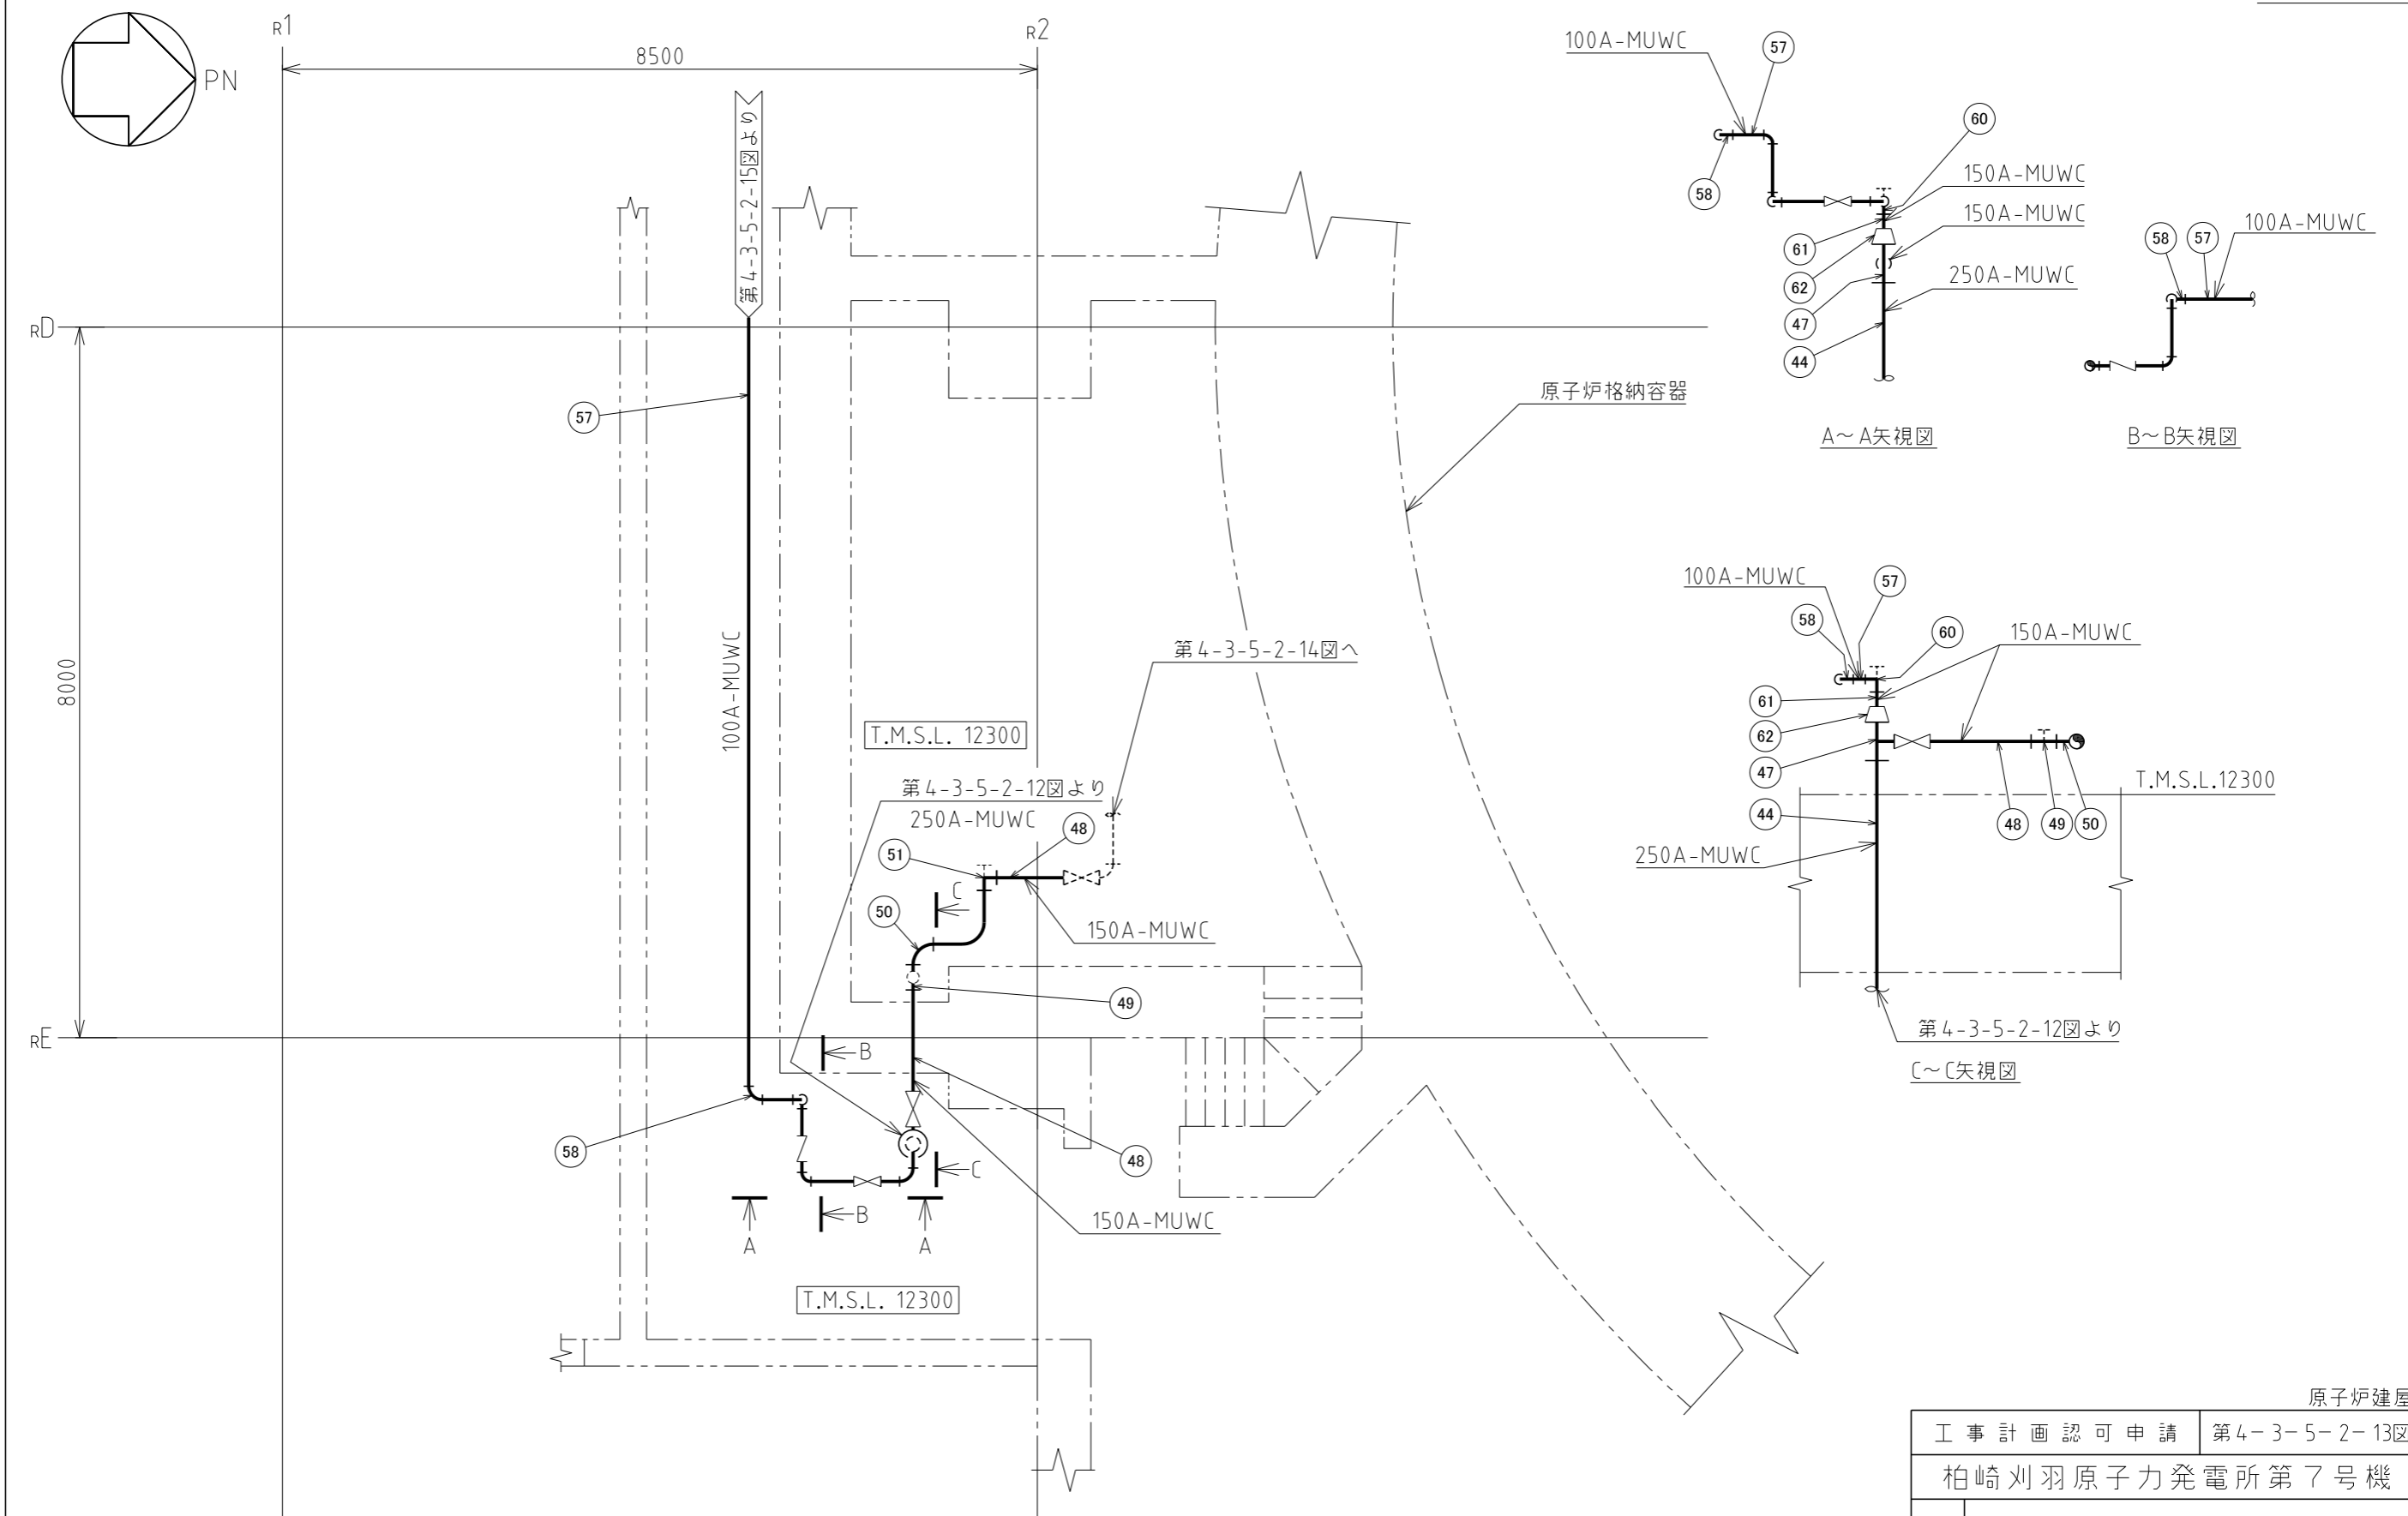 PN
R1
8500
R2
第4-3-5-2-15図より
RD
8000
RE
57
100A-MUWC
T.M.S.L. 12300
第4-3-5-2-14図へ
第4-3-5-2-12図より
250A-MUWC
48
51
C
50
150A-MUWC
49
B
58
48
C
B
150A-MUWC
A
A
T.M.S.L. 12300
原子炉格納容器
100A-MUWC
57
60
58
150A-MUWC
150A-MUWC
61
62
250A-MUWC
47
44
A～A矢視図
58
57
100A-MUWC
B～B矢視図
100A-MUWC
57
58
60
150A-MUWC
61
62
47
T.M.S.L.12300
44
48
49
50
250A-MUWC
第4-3-5-2-12図より
C～C矢視図
原子炉建屋
工事計画認可申請
第4-3-5-2-13図
柏崎刈羽原子力発電所第7号機